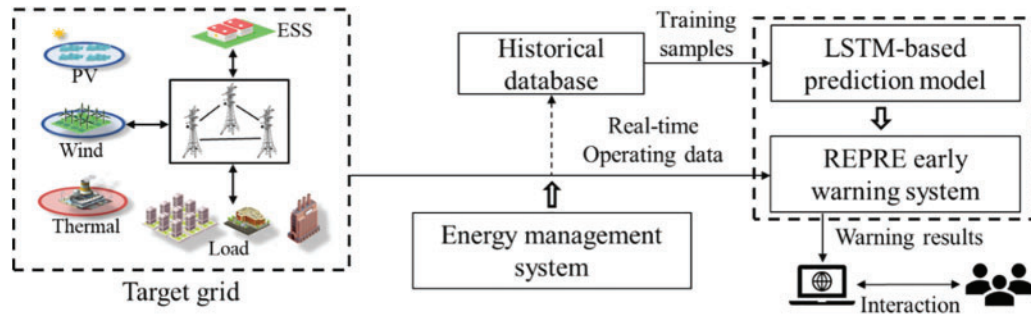 ESS
PV
Wind
Thermal
Load
Target grid
Historical
database
Training
samples
Real-time
Operating data
Energy management
system
LSTM-based
prediction model
REPRE early
warning system
Warning results
Interaction